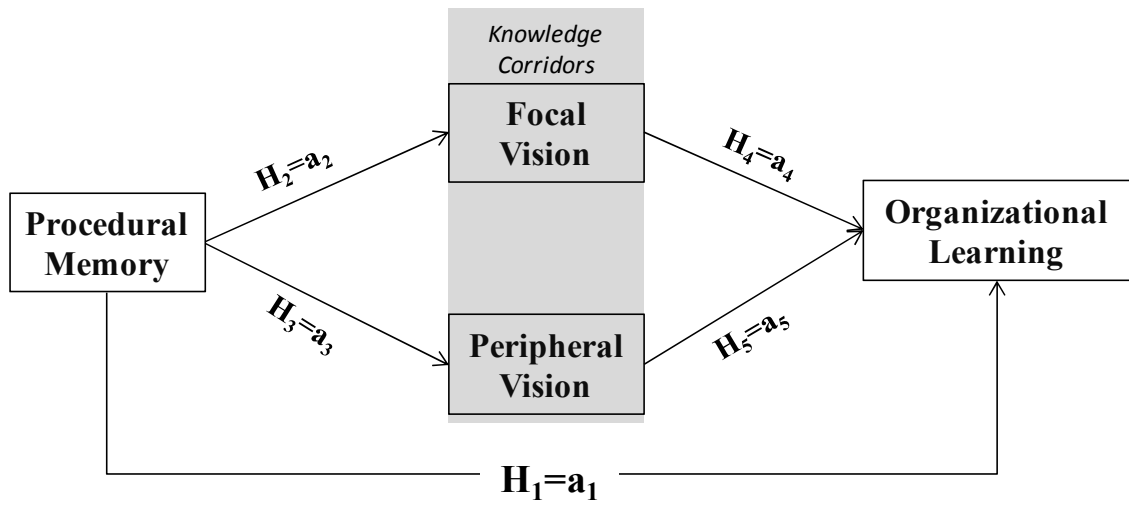 Knowledge
Corridors
Focal
Vision
H₂=a₂
H₄=a₄
Procedural
Memory
Organizational
Learning
H₃=a₃
H₅=a₅
Peripheral
Vision
H₁=a₁